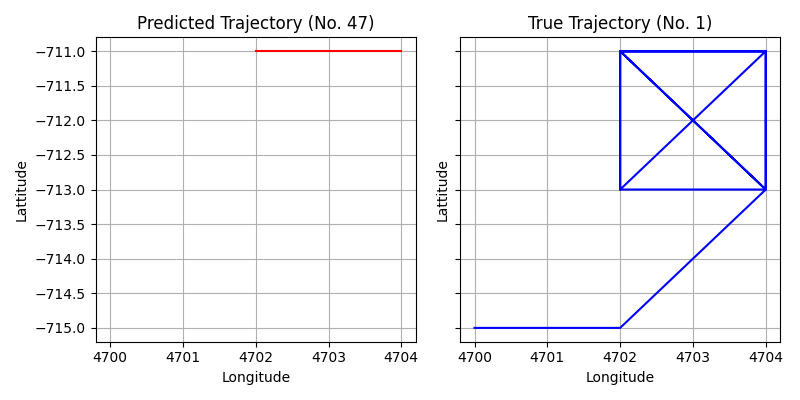 Predicted Trajectory (No. 47)
True Trajectory (No. 1)
−711.0
−711.5
−712.0
−712.5
−713.0
−713.5
−714.0
−714.5
−715.0
Lattitude
Lattitude
4700 4701 4702 4703 4704
4700 4701 4702 4703 4704
Longitude
Longitude